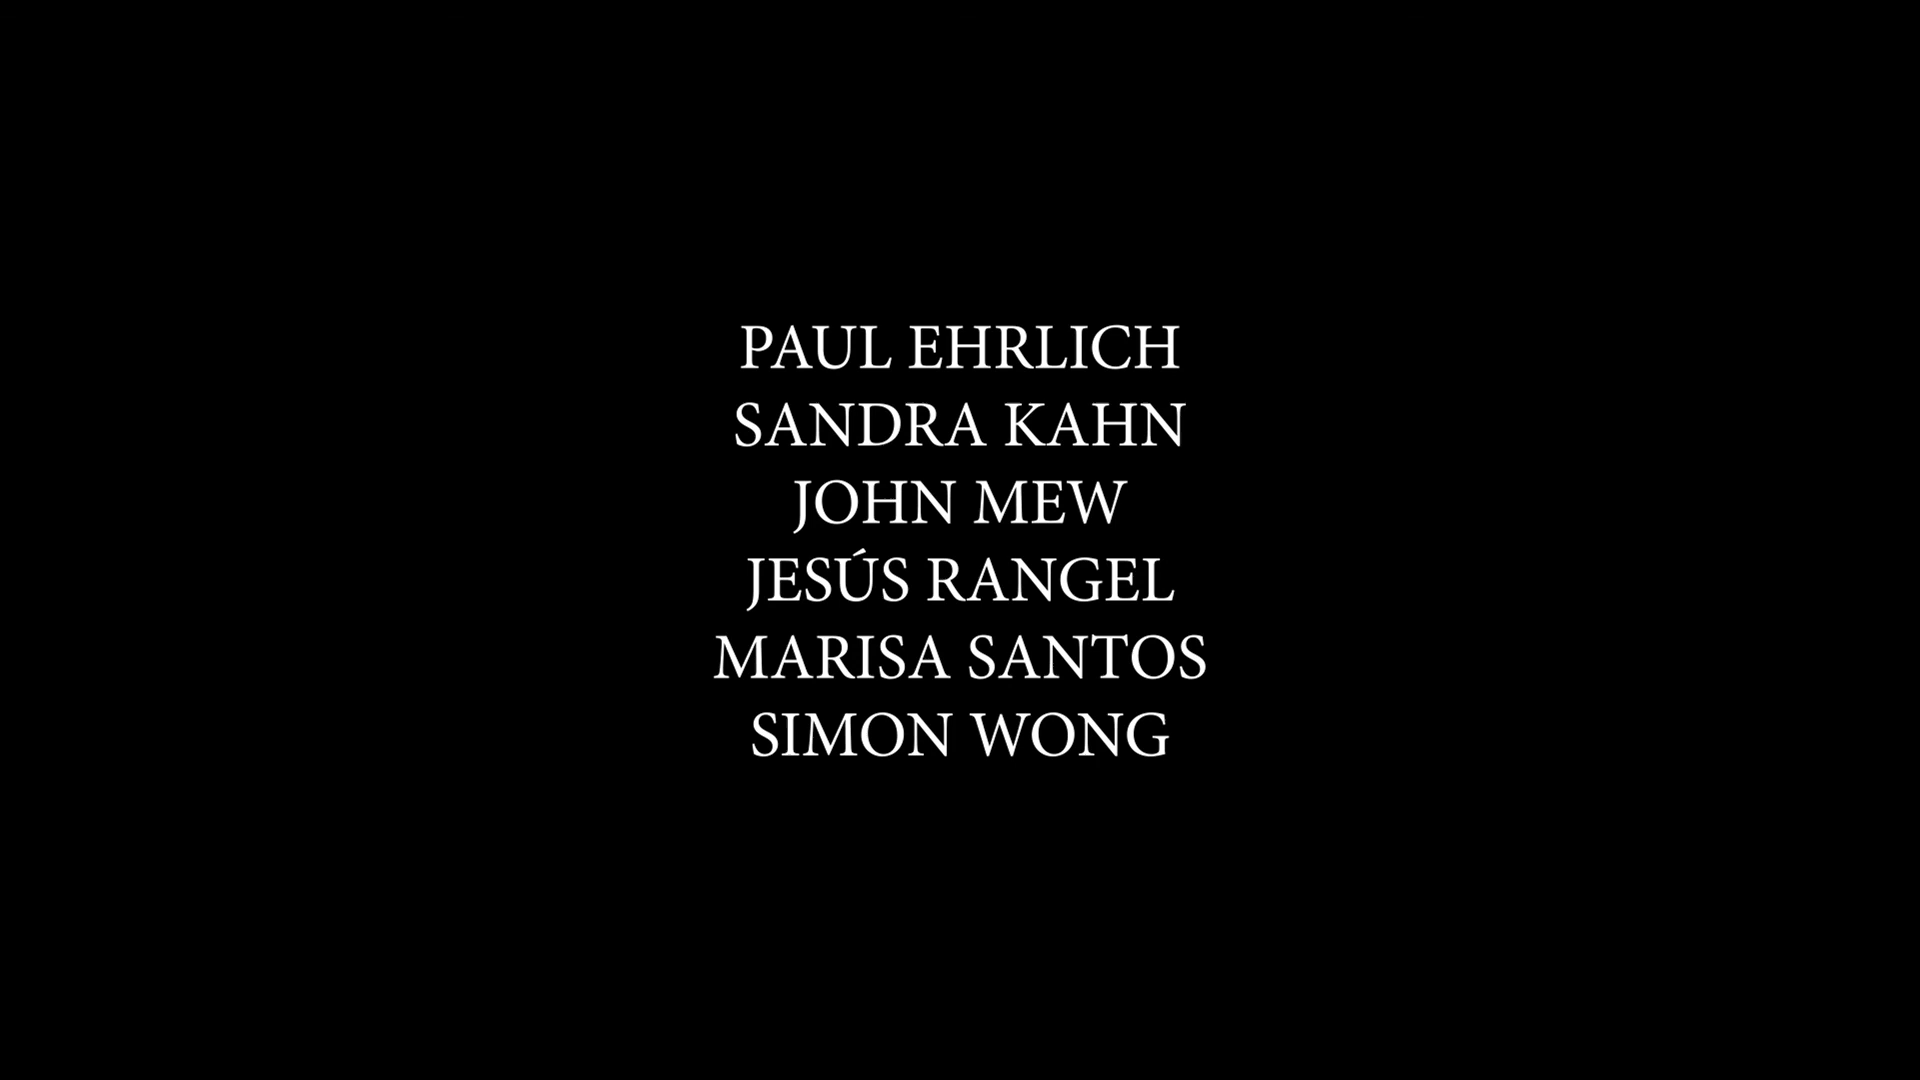 PAUL EHRLICH
SANDRA KAHN
JOHN MEW
JESÚS RANGEL
MARISA SANTOS
SIMON WONG